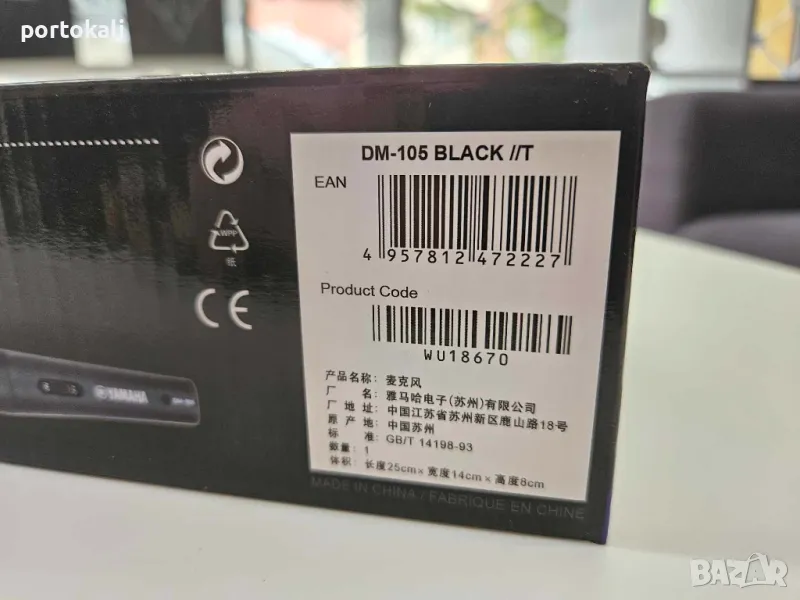 portokalj
DM-105 BLACK //T
EAN
4 957812 472227
Product Code
WU18670
产品名称：麦克风
厂 名：雅马哈电子(苏州)有限公司
厂 地 址：中国江苏省苏州新区鹿山路18号
原 产 地：中国苏州
标 准：GB/T 14198-93
数量：1
体积：长度25cm× 宽度14cm× 高度8cm
MADE IN CHINA / FABRIQUE EN CHINE
WPP
纸
CE
YAMAHA
BAZAR